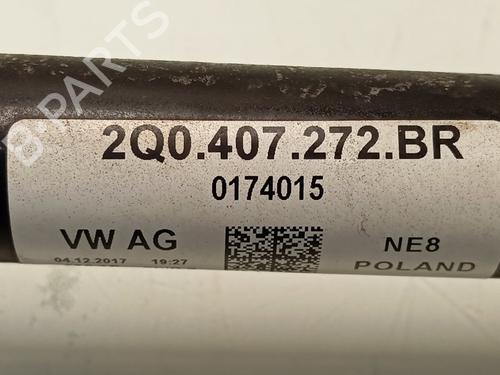 B-PARTS
2Q0.407.272.BR
0174015
VW AG
NE8
04.12.2017 19:27
POLAND